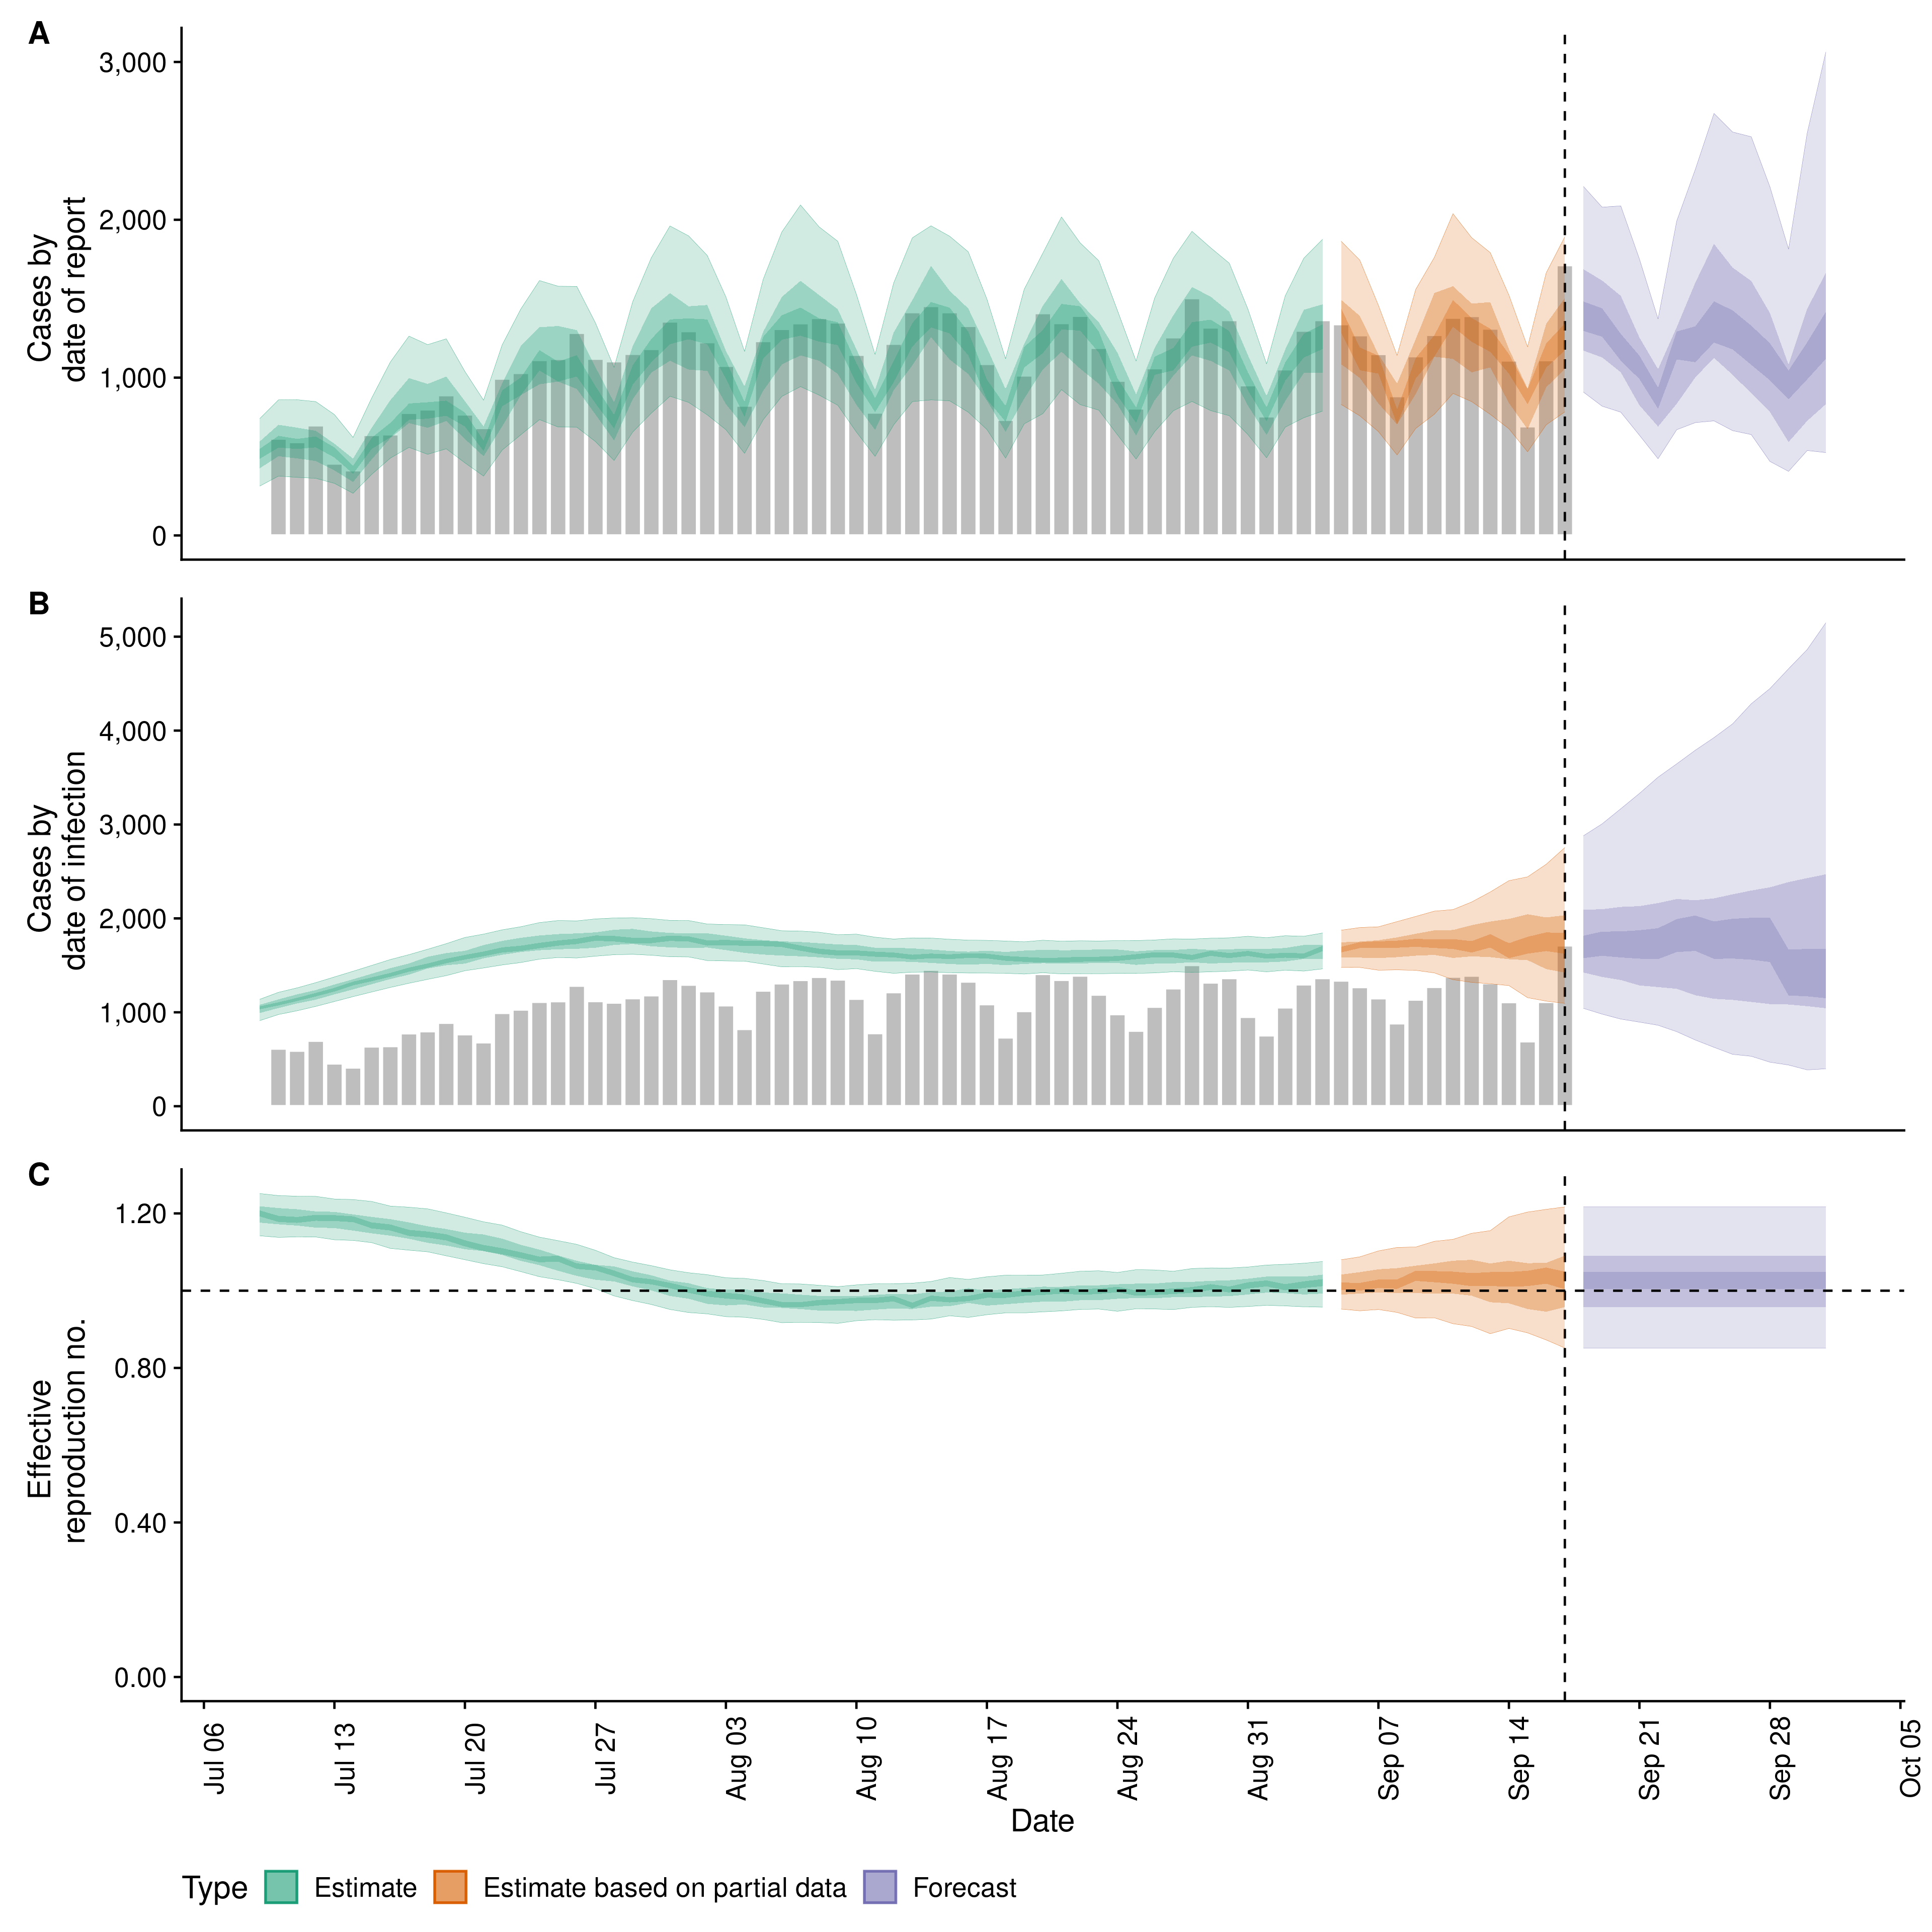 A
3,000
2,000
1,000
0
Cases by
date of report
B
5,000
4,000
3,000
2,000
1,000
0
Cases by
date of infection
C
1.20
0.80
0.40
0.00
Effective
reproduction no.
Jul 06
Jul 13
Jul 20
Jul 27
Aug 03
Aug 10
Aug 17
Aug 24
Aug 31
Sep 07
Sep 14
Sep 21
Sep 28
Oct 05
Date
Type Estimate Estimate based on partial data Forecast